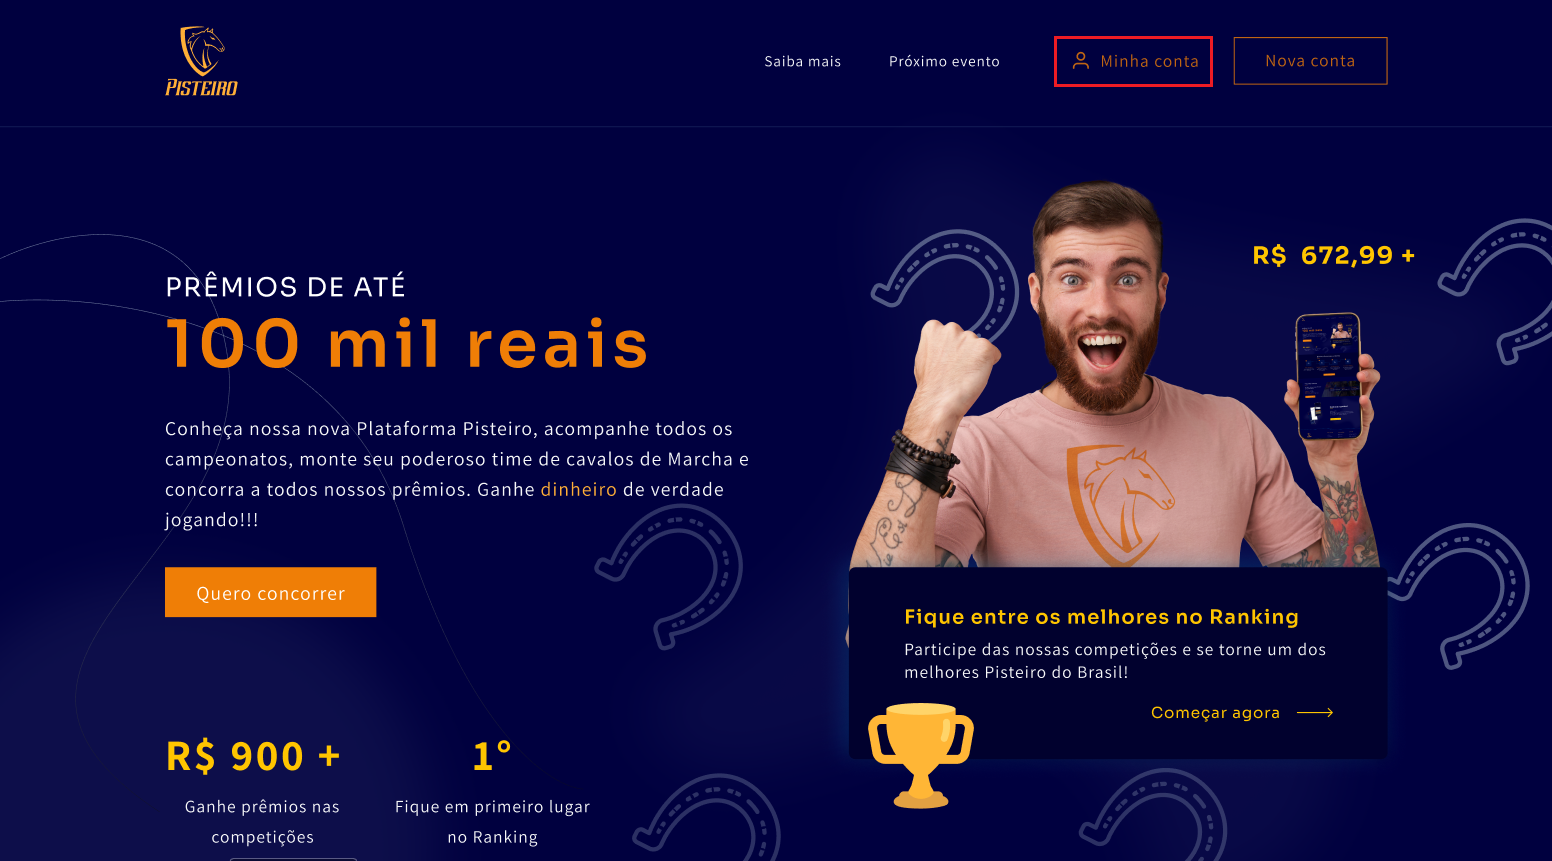 PISTEIRO
Saiba mais
Próximo evento
Minha conta
Nova conta
PRÊMIOS DE ATÉ
100 mil reais
Conheça nossa nova Plataforma Pisteiro, acompanhe todos os
campeonatos, monte seu poderoso time de cavalos de Marcha e
concorra a todos nossos prêmios. Ganhe dinheiro de verdade
jogando!!!
Quero concorrer
R$ 900 +
Ganhe prêmios nas
competições
1°
Fique em primeiro lugar
no Ranking
R$ 672,99 +
Fique entre os melhores no Ranking
Participe das nossas competições e se torne um dos
melhores Pisteiro do Brasil!
Começar agora